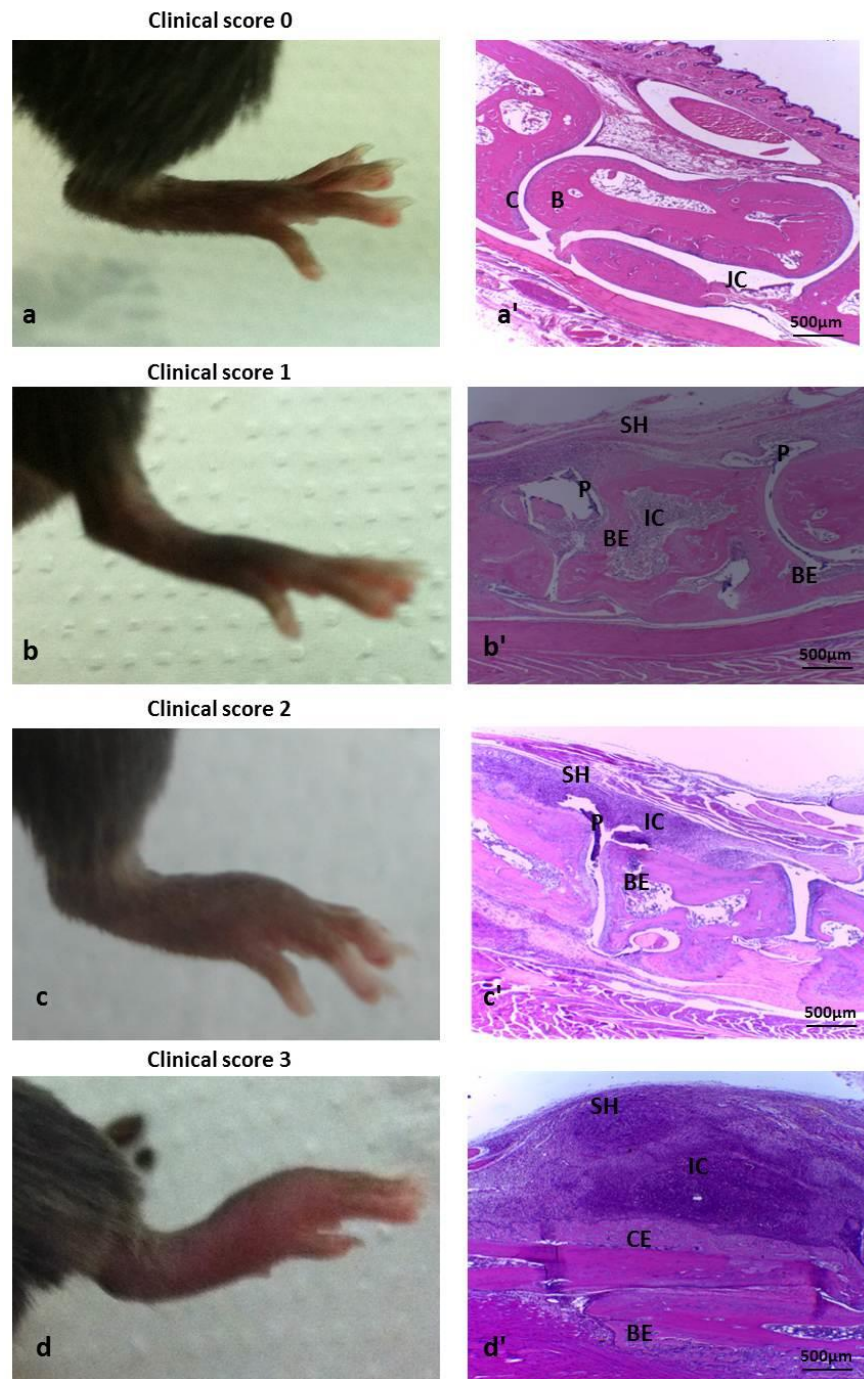 Clinical score 0
a
C B
JC
500μm
a'
Clinical score 1
b
SH
P
P
IC
BE
BE
500μm
b'
Clinical score 2
c
SH
P IC
BE
500μm
c'
Clinical score 3
d
SH
IC
CE
BE
500μm
d'